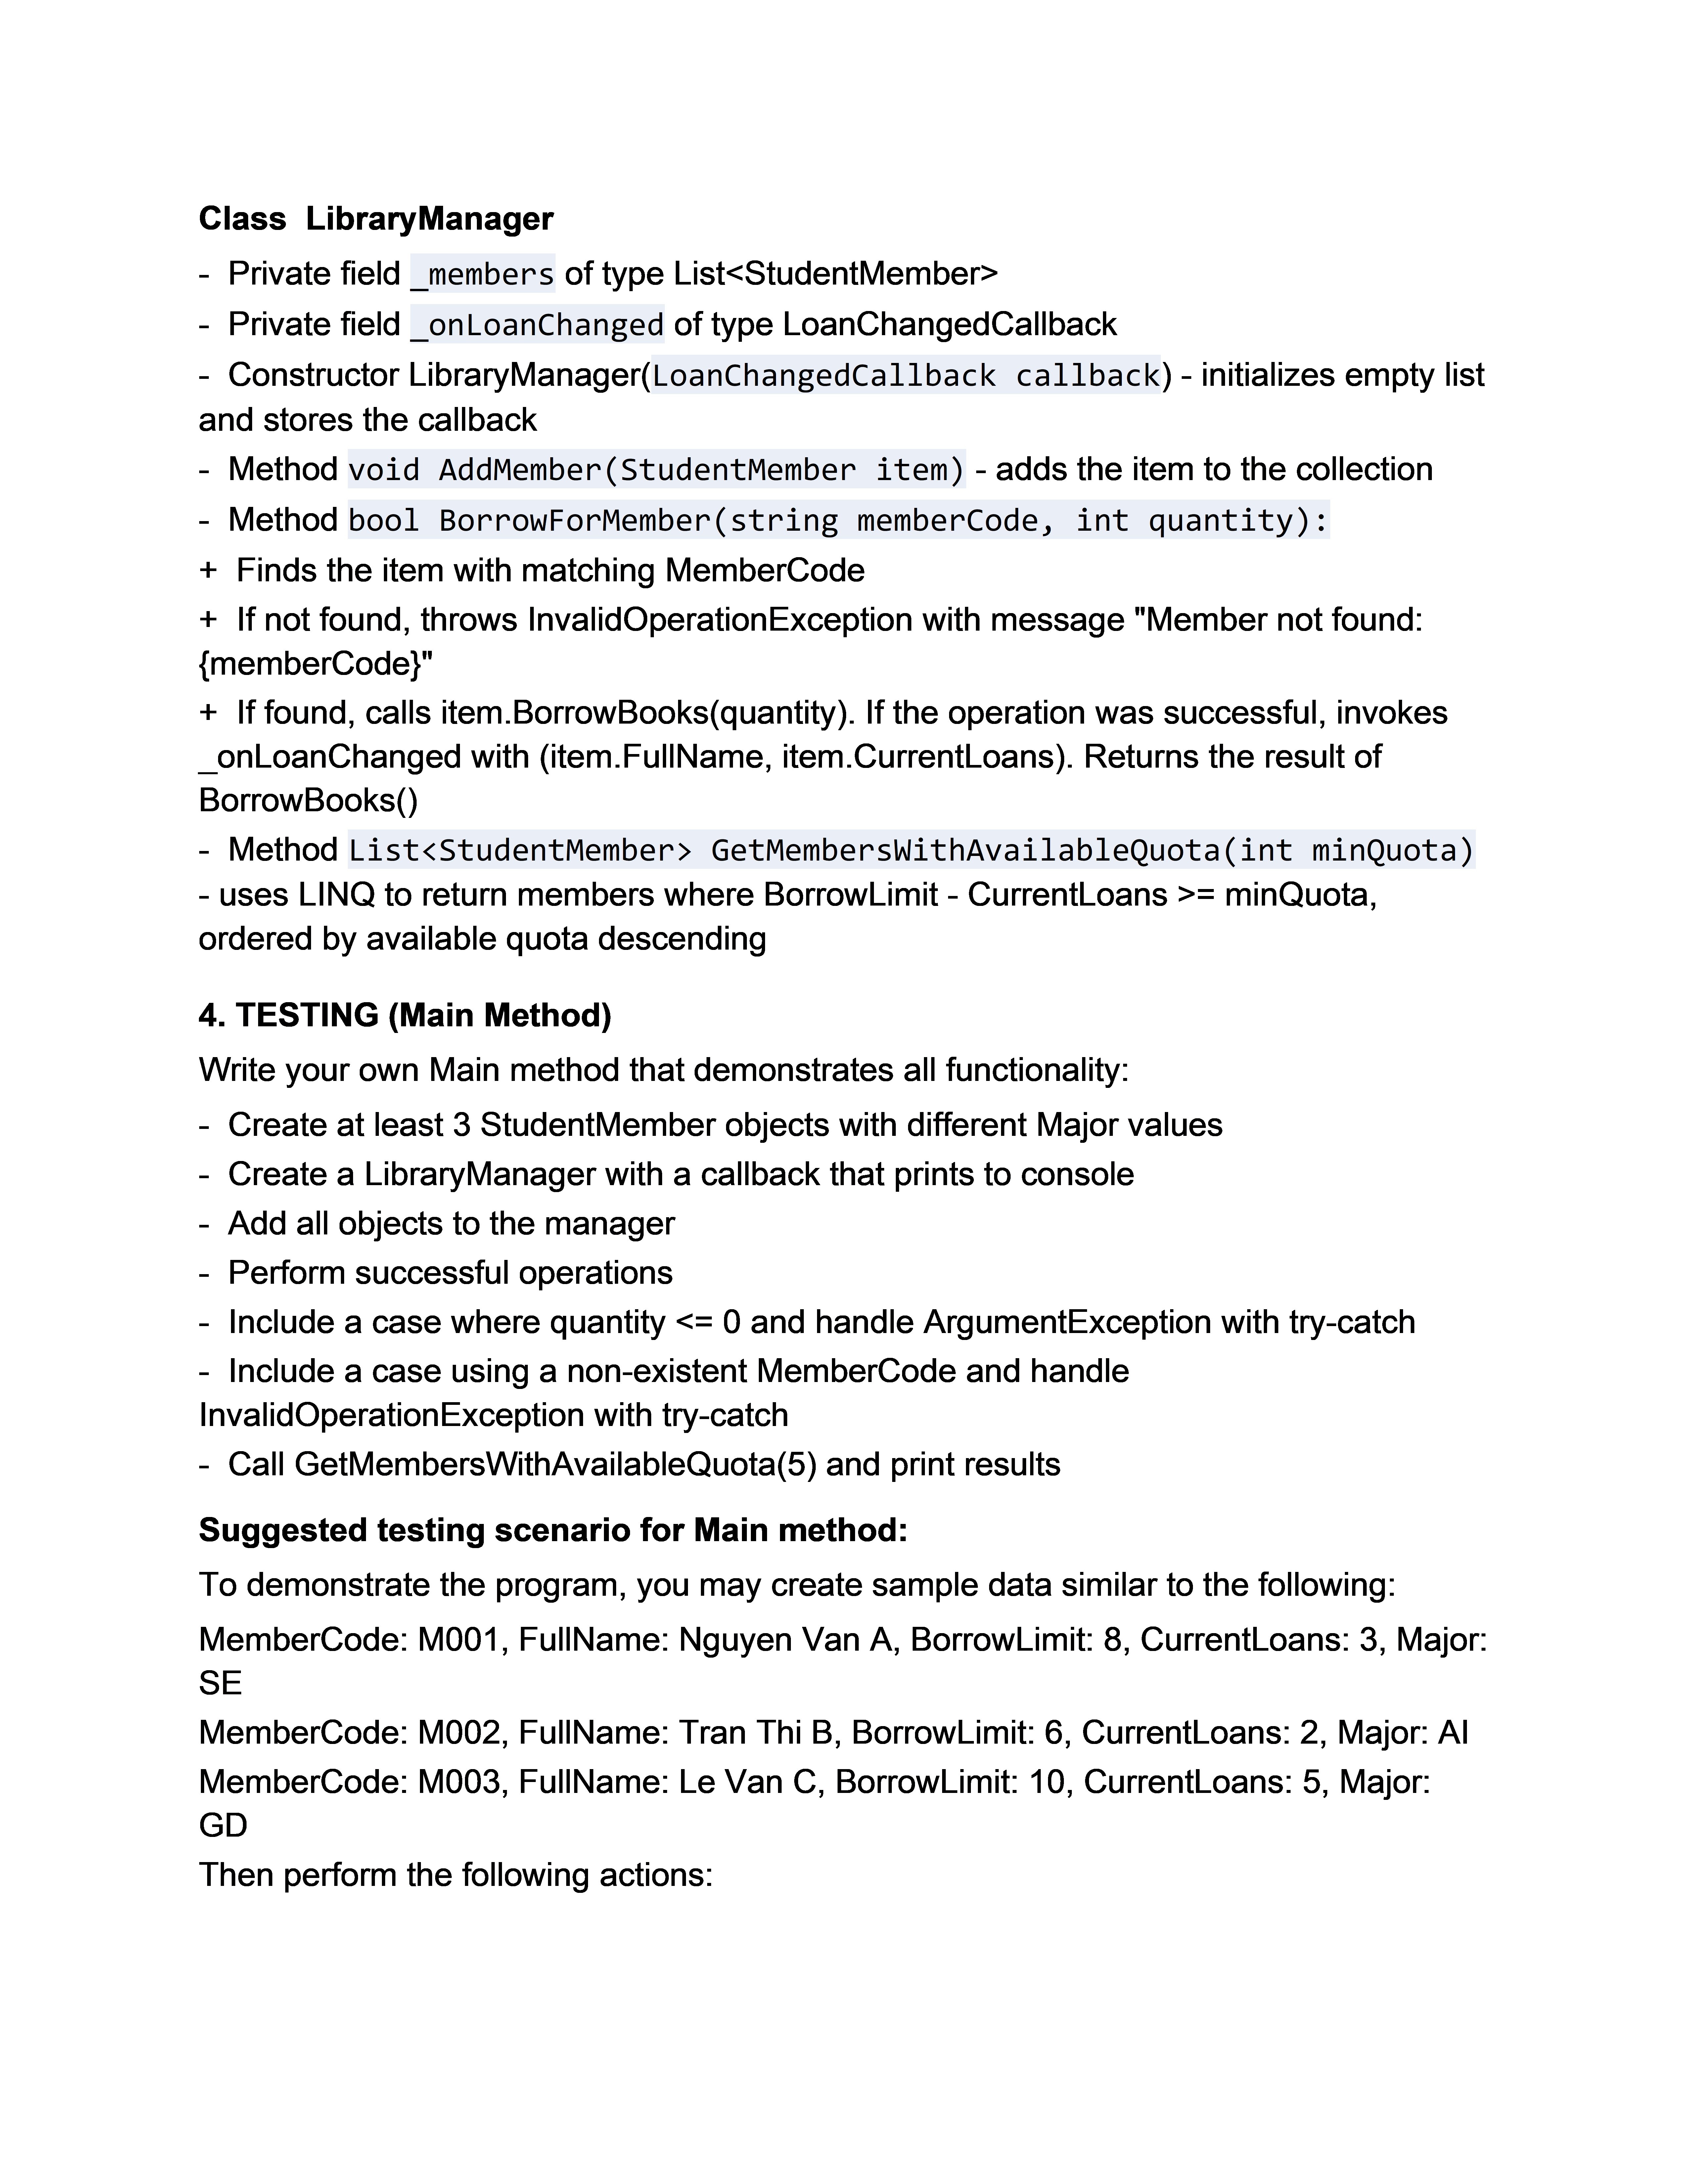 Class  LibraryManager
-  Private field _members of type List<StudentMember>
-  Private field _onLoanChanged of type LoanChangedCallback
-  Constructor LibraryManager(LoanChangedCallback callback) - initializes empty list
and stores the callback
-  Method void AddMember(StudentMember item) - adds the item to the collection
-  Method bool BorrowForMember(string memberCode, int quantity):
+  Finds the item with matching MemberCode
+  If not found, throws InvalidOperationException with message "Member not found:
{memberCode}"
+  If found, calls item.BorrowBooks(quantity). If the operation was successful, invokes
_onLoanChanged with (item.FullName, item.CurrentLoans). Returns the result of
BorrowBooks()
-  Method List<StudentMember> GetMembersWithAvailableQuota(int minQuota)
- uses LINQ to return members where BorrowLimit - CurrentLoans >= minQuota,
ordered by available quota descending
4. TESTING (Main Method)
Write your own Main method that demonstrates all functionality:
-  Create at least 3 StudentMember objects with different Major values
-  Create a LibraryManager with a callback that prints to console
-  Add all objects to the manager
-  Perform successful operations
-  Include a case where quantity <= 0 and handle ArgumentException with try-catch
-  Include a case using a non-existent MemberCode and handle
InvalidOperationException with try-catch
-  Call GetMembersWithAvailableQuota(5) and print results
Suggested testing scenario for Main method:
To demonstrate the program, you may create sample data similar to the following:
MemberCode: M001, FullName: Nguyen Van A, BorrowLimit: 8, CurrentLoans: 3, Major:
SE
MemberCode: M002, FullName: Tran Thi B, BorrowLimit: 6, CurrentLoans: 2, Major: AI
MemberCode: M003, FullName: Le Van C, BorrowLimit: 10, CurrentLoans: 5, Major:
GD
Then perform the following actions: